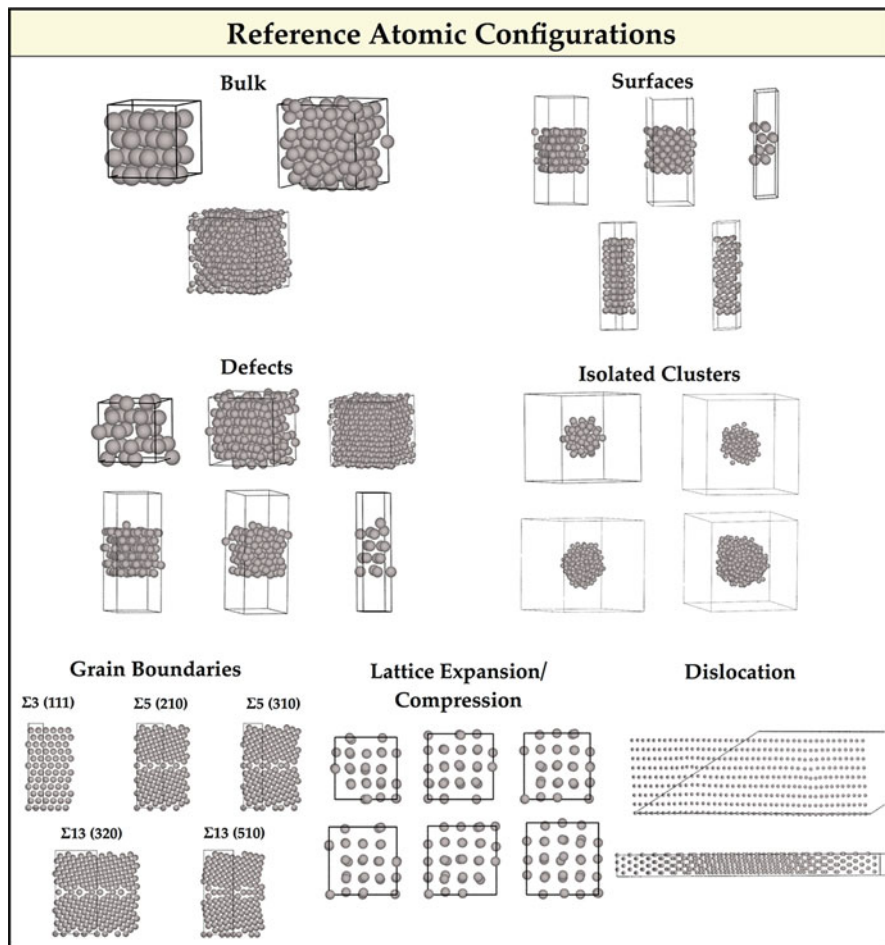 Reference Atomic Configurations
Bulk
Surfaces
Defects
Isolated Clusters
Grain Boundaries
Σ3 (111)
Σ5 (210)
Σ5 (310)
Σ13 (320)
Σ13 (510)
Lattice Expansion/
Compression
Dislocation